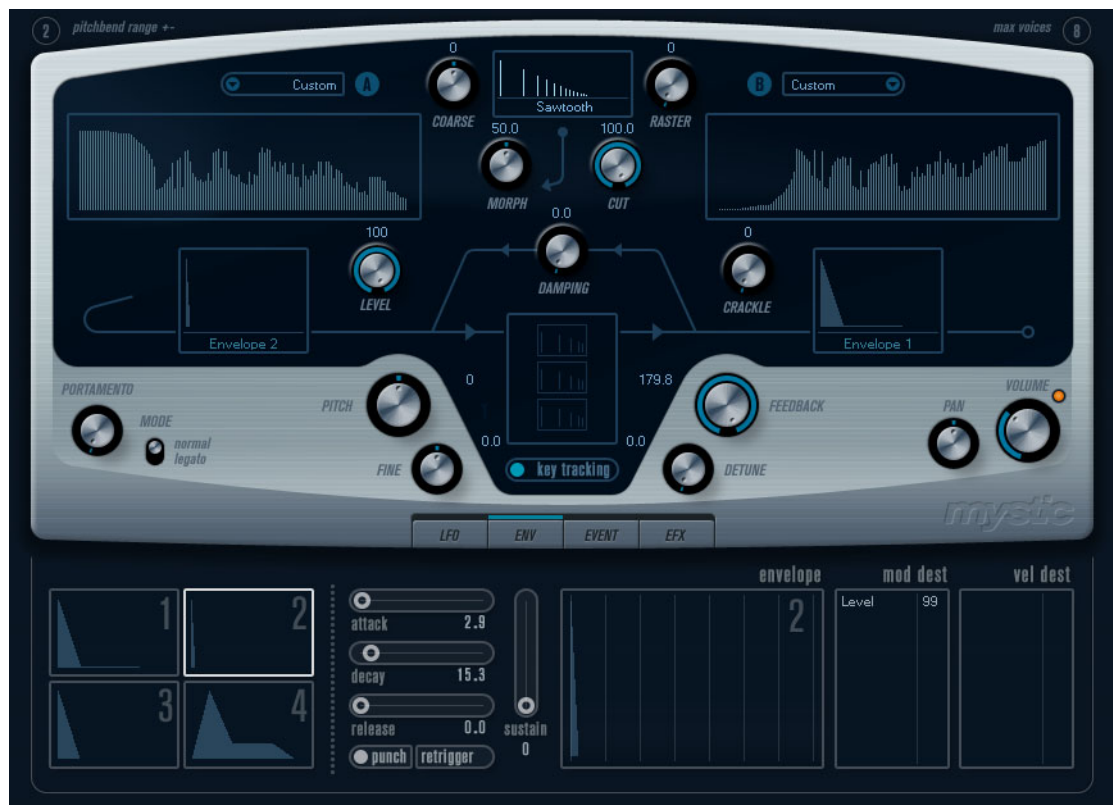 2 pitchbend range +-
max voices 8
0
0
Custom A
B Custom
Sawtooth
COARSE
RASTER
50.0
100.0
MORPH
CUT
0.0
100
0
DAMPING
LEVEL
CRACKLE
Envelope 2
Envelope 1
PORTAMENTO
0
179.8
VOLUME
PITCH
FEEDBACK
PAN
MODE
normal
legato
0.0
0.0
FINE
key tracking
DETUNE
mystic
LFO
ENV
EVENT
EFX
envelope
mod dest
vel dest
1
2
attack 2.9
2
Level 99
decay 15.3
3
4
release 0.0
sustain
0
punch
retrigger